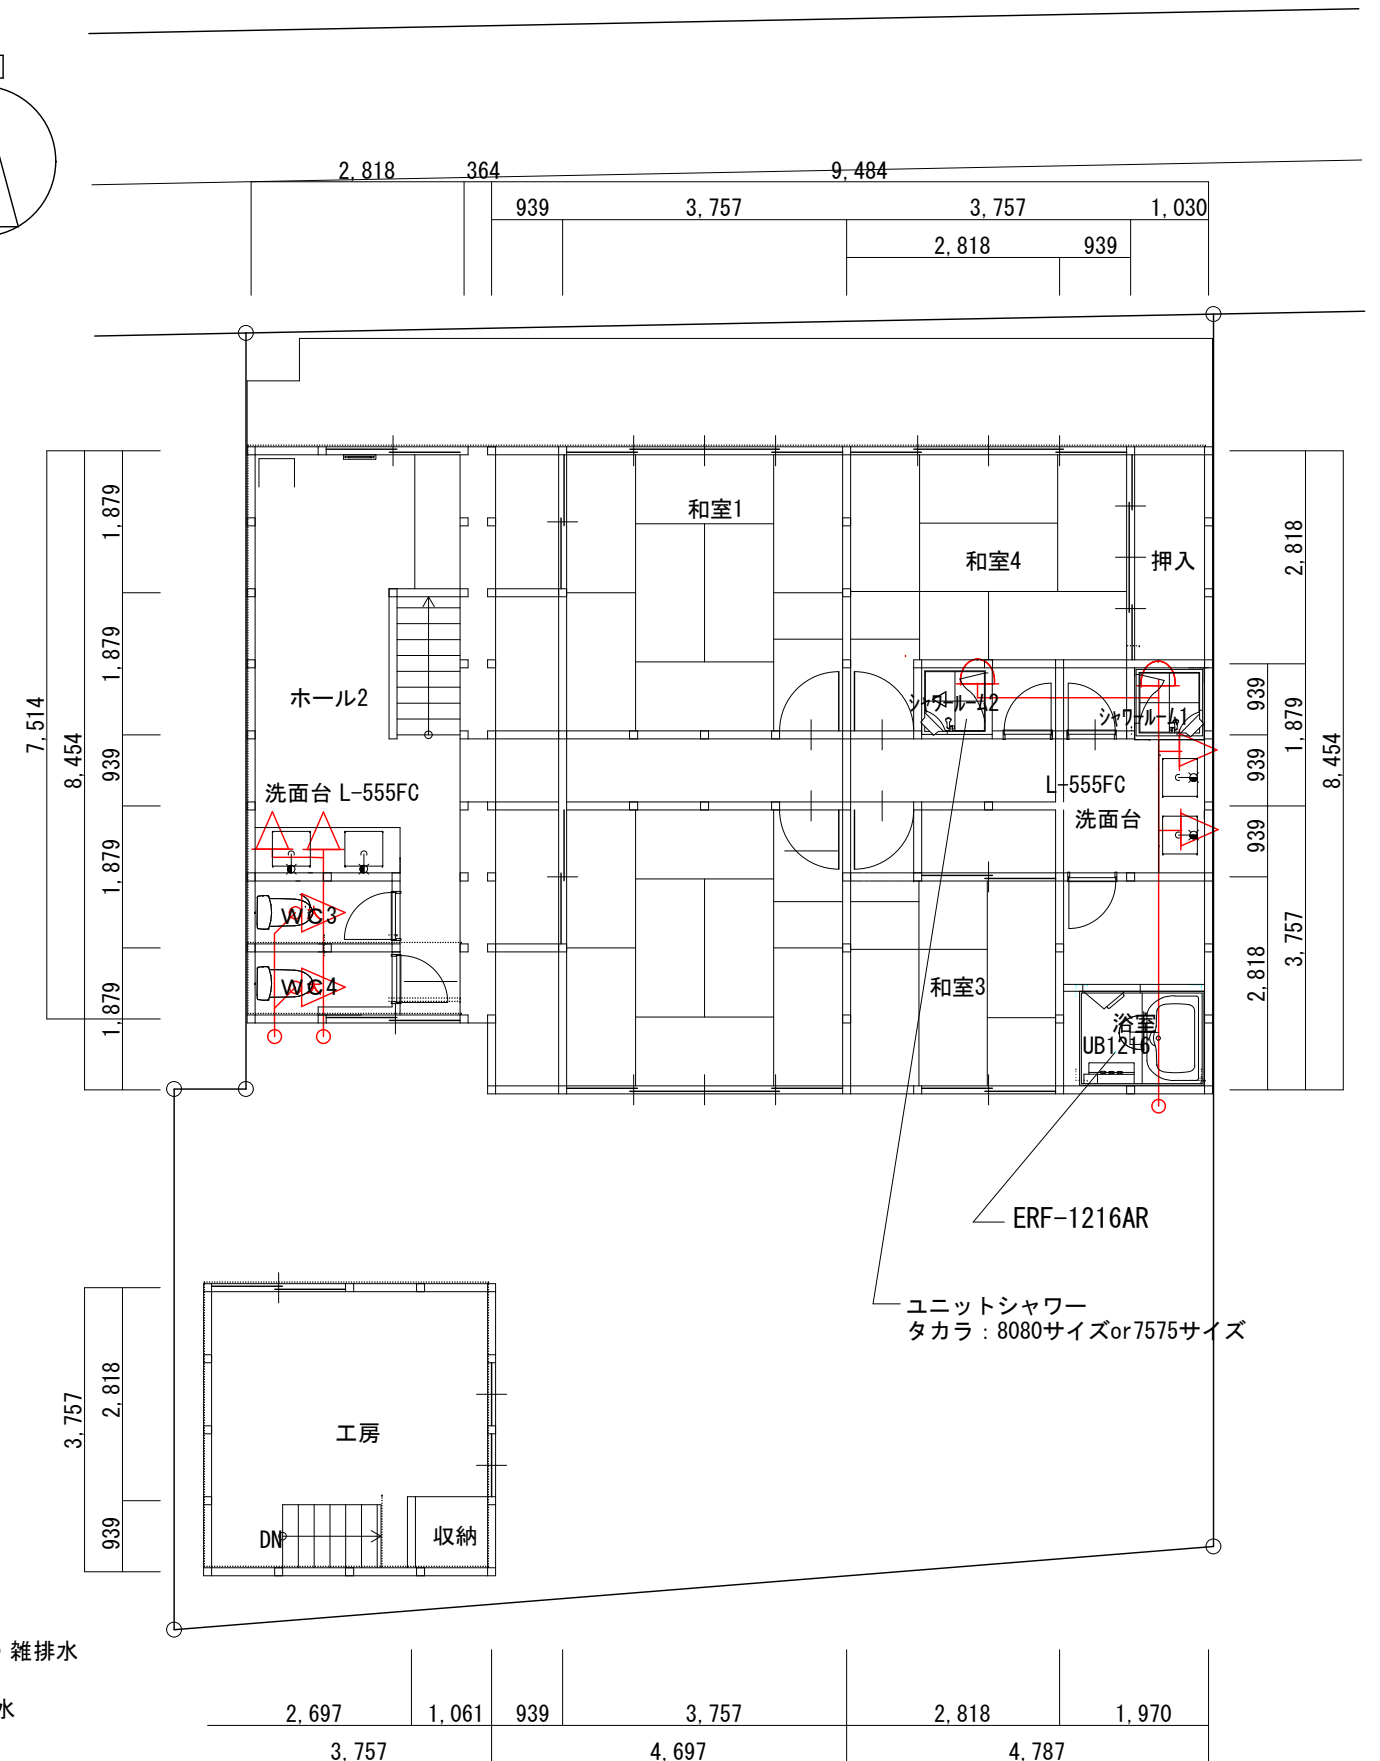 2,818
364
9,484
939
3,757
3,757
1,030
2,818
939
和室1
和室4
押入
1,879
1,879
939
1,879
1,879
7,514
8,454
2,818
939
939
939
2,818
1,879
3,757
8,454
ホール2
シャワールーム2
シャワールーム1
洗面台 L-555FC
L-555FC
洗面台
WC3
WC4
和室3
浴室
UB1216
ERF-1216AR
ユニットシャワー
タカラ：8080サイズor7575サイズ
3,757
2,818
939
工房
DN
収納
雑排水
水
2,697
1,061
939
3,757
2,818
1,970
3,757
4,697
4,787